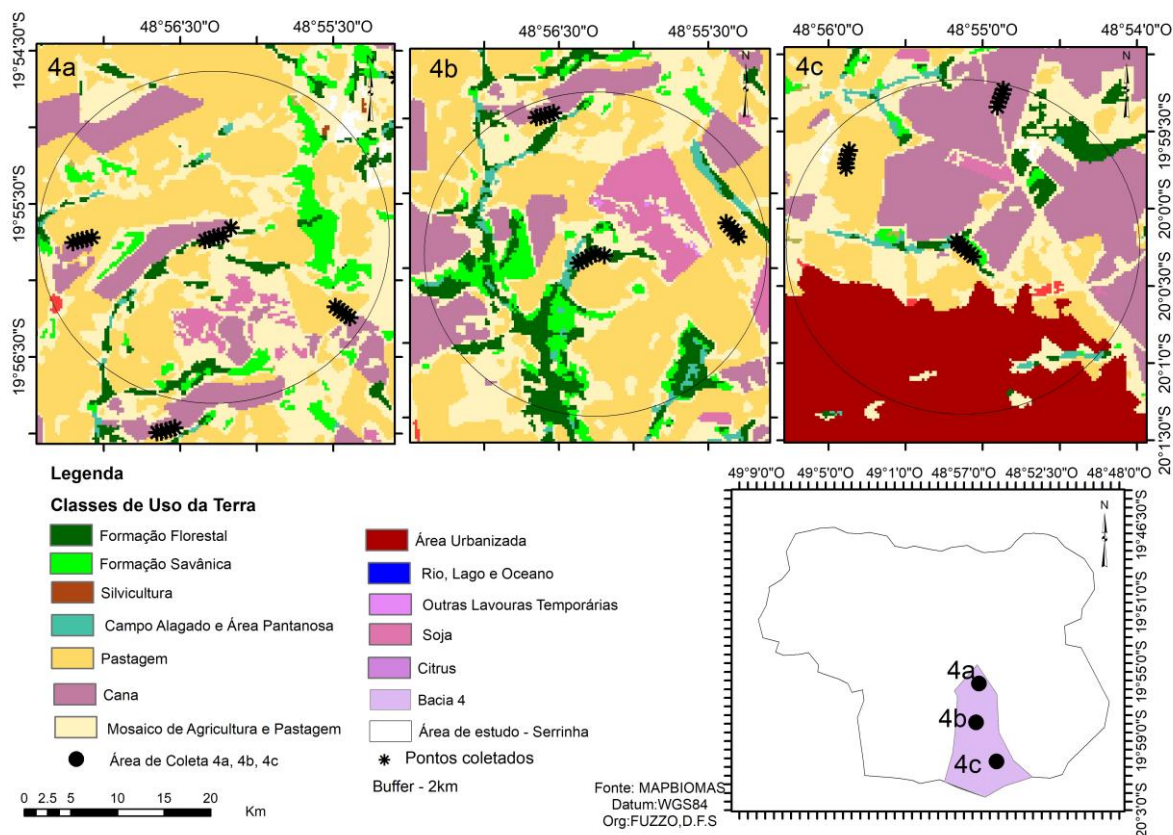 48°56'30"O 48°55'30"O
48°56'30"O 48°55'30"O
48°56'0"O 48°55'0"O 48°54'0"O
19°54'30"S
19°55'30"S
19°56'30"S
4a
N
4b
N
4c
N
19°59'30"S
20°0'0"S
20°0'30"S
20°1'0"S
20°1'30"S
Legenda
Classes de Uso da Terra
Formação Florestal
Formação Savânica
Silvicultura
Campo Alagado e Área Pantanosa
Pastagem
Cana
Mosaico de Agricultura e Pastagem
Área de Coleta 4a, 4b, 4c
Área Urbanizada
Rio, Lago e Oceano
Outras Lavouras Temporárias
Soja
Citrus
Bacia 4
Área de estudo - Serrinha
Pontos coletados
Buffer - 2km
0 2.5 5 10 15 20
Km
Fonte: MAPBIOMAS
Datum:WGS84
Org:FUZZO,D.F.S
49°9'0"O 49°5'0"O 49°1'0"O 48°57'0"O 48°52'30"O 48°48'0"O
N
4a
4b
4c
19°46'30"S
19°51'0"S
19°55'0"S
19°59'0"S
20°3'0"S